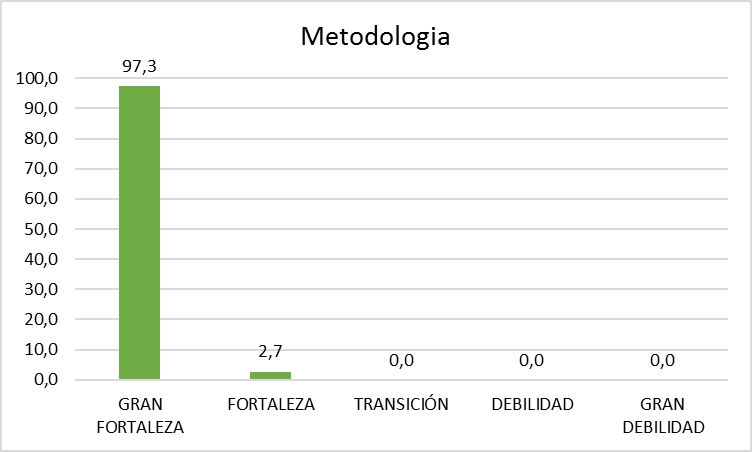 Metodologia
97,3
100,0
90,0
80,0
70,0
60,0
50,0
40,0
30,0
20,0
10,0
0,0
2,7
0,0
0,0
0,0
GRAN
FORTALEZA
FORTALEZA
TRANSICIÓN
DEBILIDAD
GRAN
DEBILIDAD